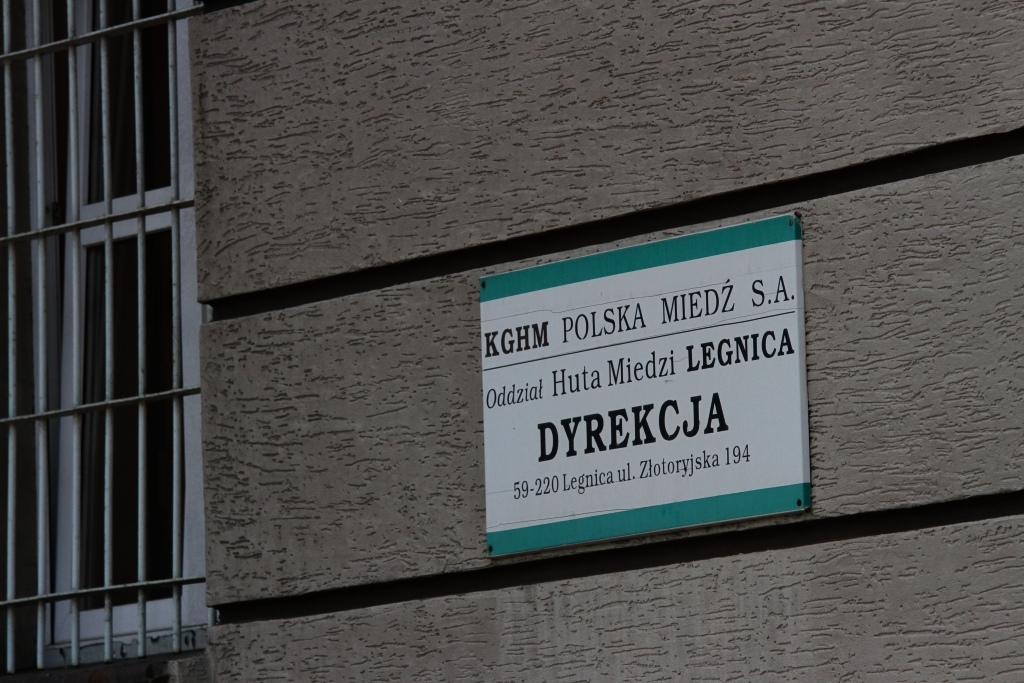 KGHM POLSKA MIEDŹ S.A.
Oddział Huta Miedzi LEGNICA
DYREKCJA
59-220 Legnica ul. Złotoryjska 194